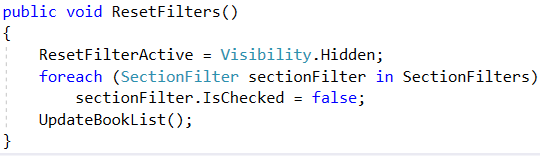 public void ResetFilters()
{
    ResetFilterActive = Visibility.Hidden;
    foreach (SectionFilter sectionFilter in SectionFilters)
        sectionFilter.IsChecked = false;
    UpdateBookList();
}